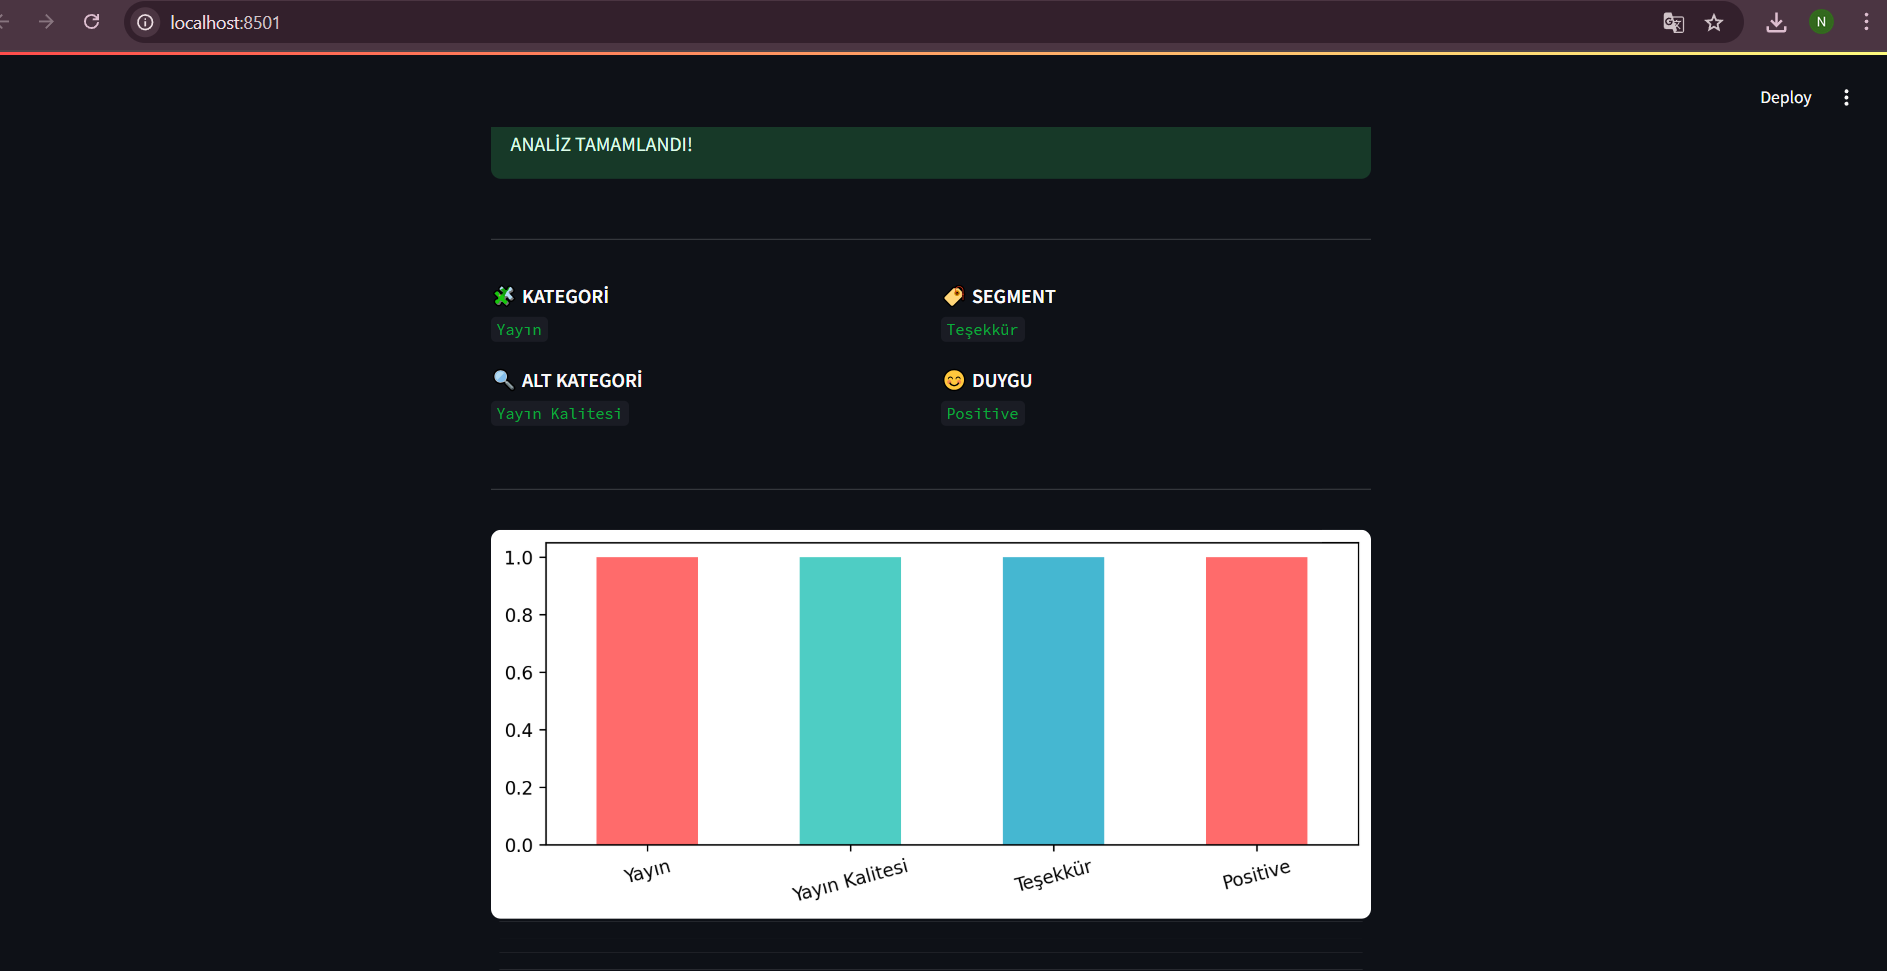 localhost:8501
N
Deploy
ANALİZ TAMAMLANDI!
KATEGORİ
Yayın
SEGMENT
Teşekkür
ALT KATEGORİ
Yayın Kalitesi
DUYGU
Positive
1.0
0.8
0.6
0.4
0.2
0.0
Yayın
Yayın Kalitesi
Teşekkür
Positive